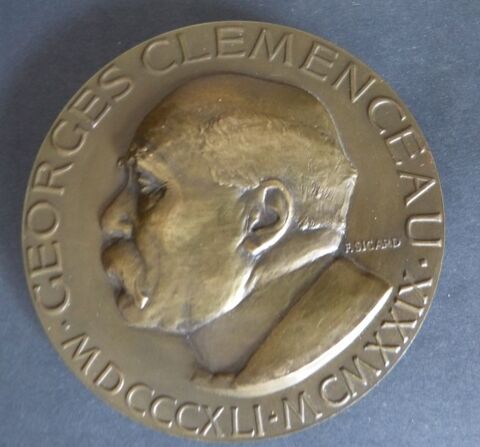 GEORGES CLEMENCEAU
· MDCCCXLI · MCMXXIX ·
F. SICARD